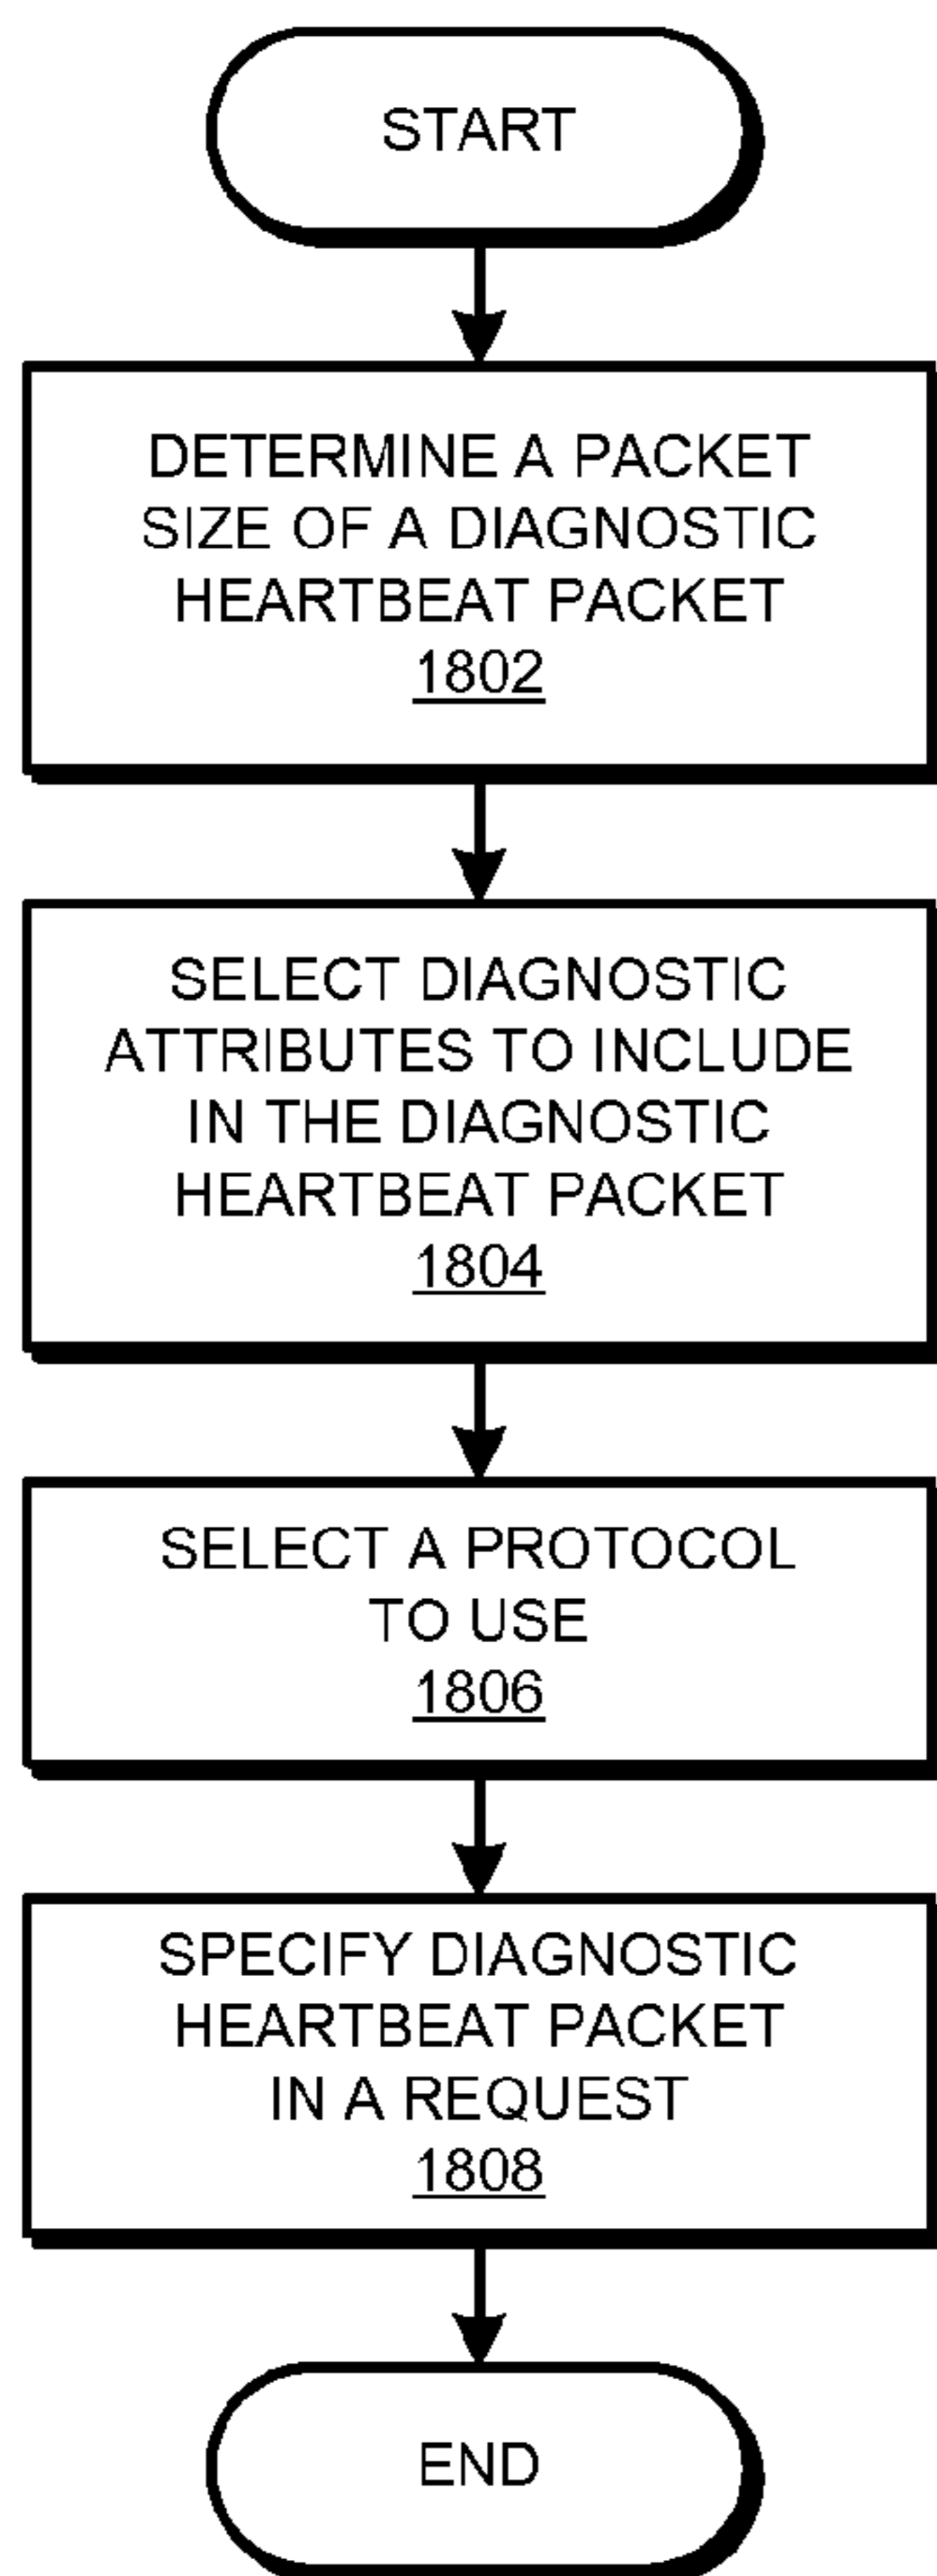 START
DETERMINE A PACKET
SIZE OF A DIAGNOSTIC
HEARTBEAT PACKET
1802
SELECT DIAGNOSTIC
ATTRIBUTES TO INCLUDE
IN THE DIAGNOSTIC
HEARTBEAT PACKET
1804
SELECT A PROTOCOL
TO USE
1806
SPECIFY DIAGNOSTIC
HEARTBEAT PACKET
IN A REQUEST
1808
END